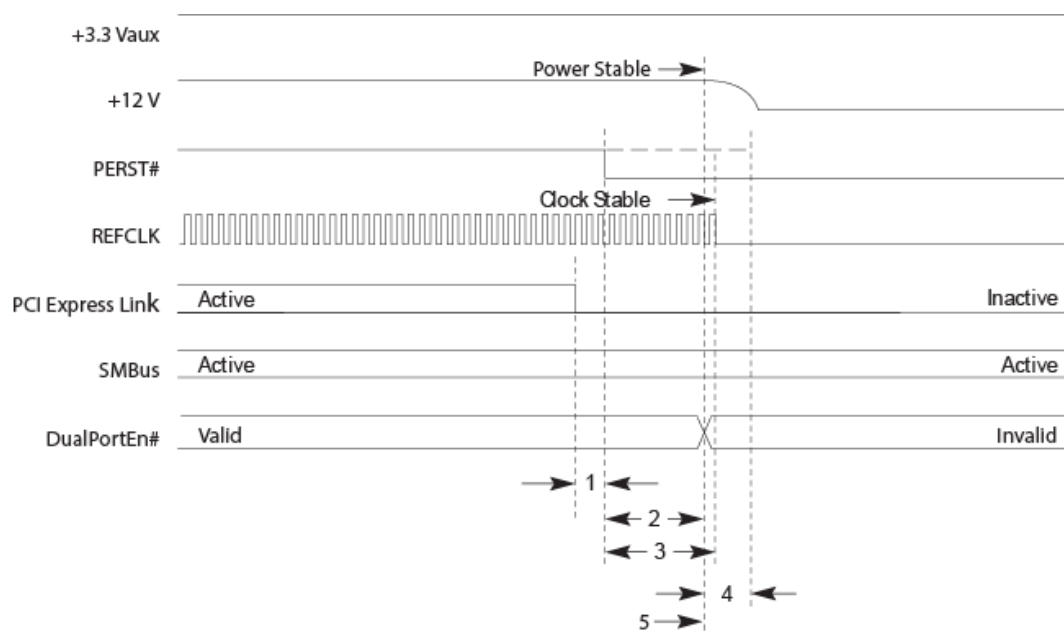 +3.3 Vaux
Power Stable
+12 V
PERST#
Clock Stable
REFCLK
PCI Express Link
Active
Inactive
SMBus
Active
Active
DualPortEn#
Valid
Invalid
1
2
3
4
5